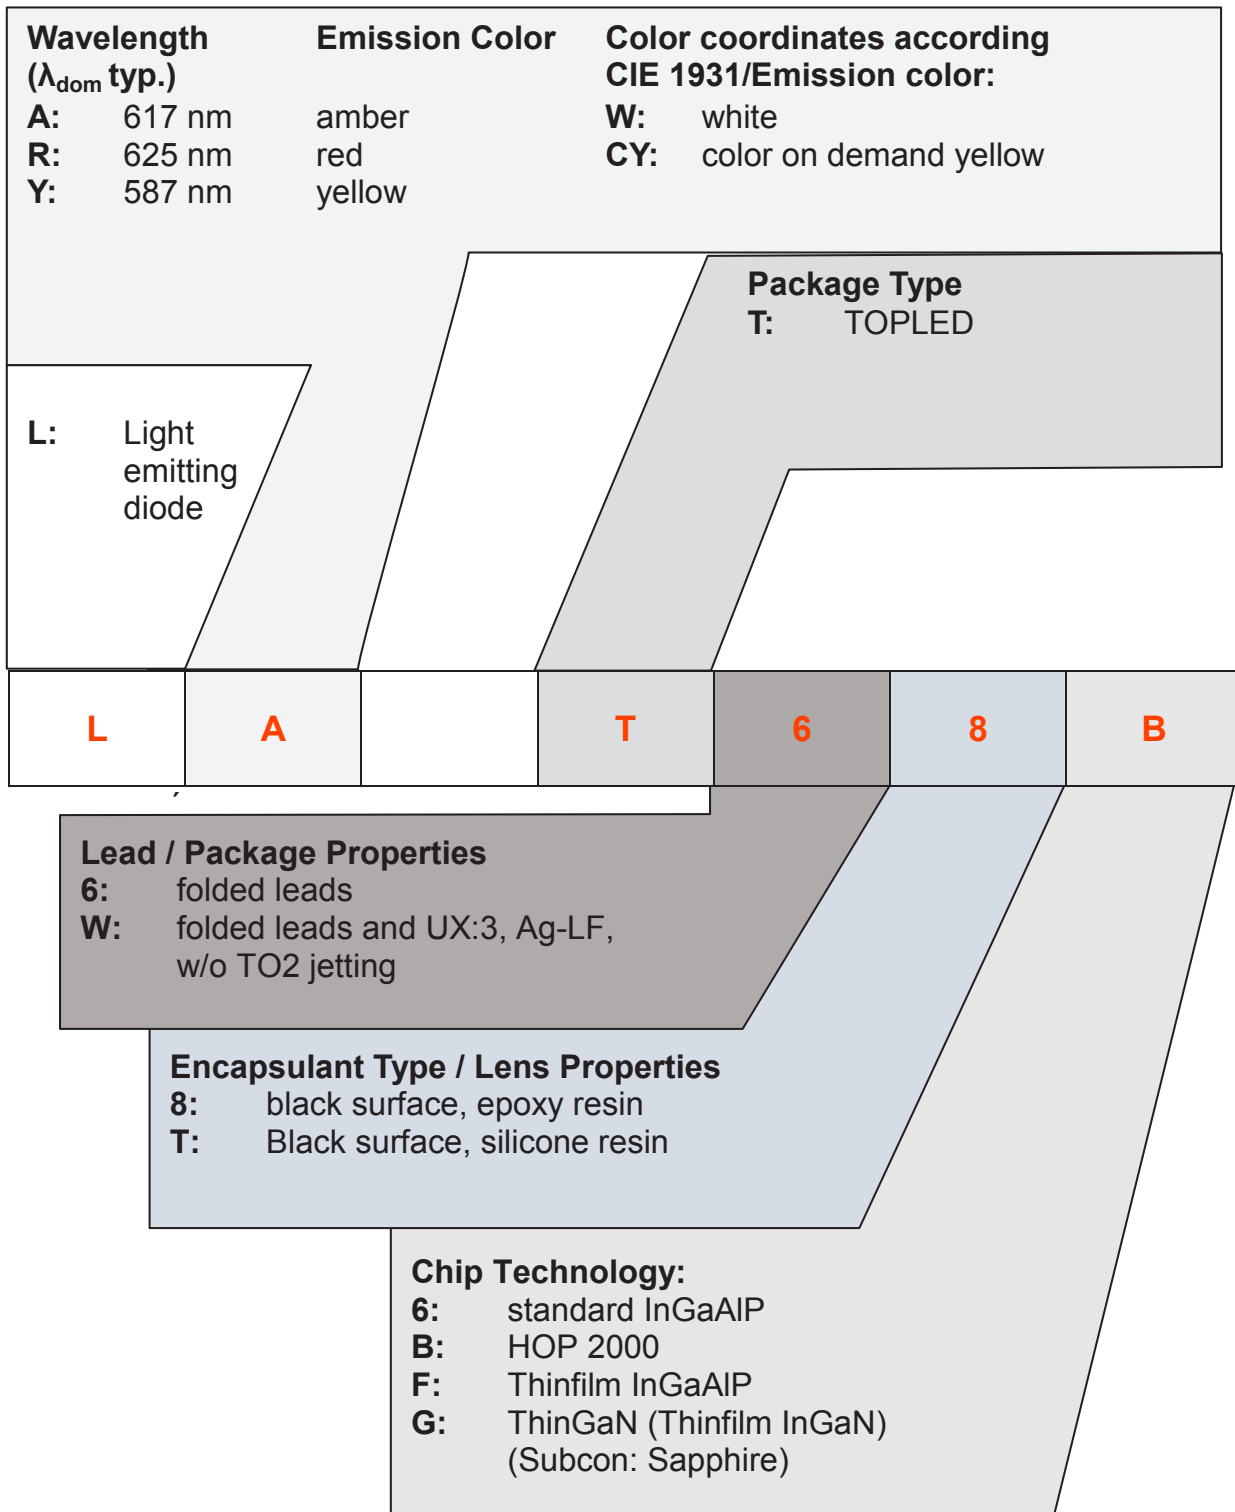 Wavelength Emission Color Color coordinates according
(λdom typ.) CIE 1931/Emission color:
A: 617 nm amber W: white
R: 625 nm red CY: color on demand yellow
Y: 587 nm yellow
Package Type
T: TOPLED
L: Light
emitting
diode
L A T 6 8 B
Lead / Package Properties
6: folded leads
W: folded leads and UX:3, Ag-LF,
w/o TO2 jetting
Encapsulant Type / Lens Properties
8: black surface, epoxy resin
T: Black surface, silicone resin
Chip Technology:
6: standard InGaAlP
B: HOP 2000
F: Thinfilm InGaAlP
G: ThinGaN (Thinfilm InGaN)
(Subcon: Sapphire)